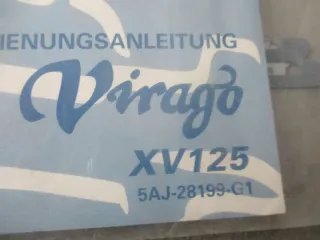 IENUNGSANLEITUNG
Virago
XV125
5AJ-28199-G1